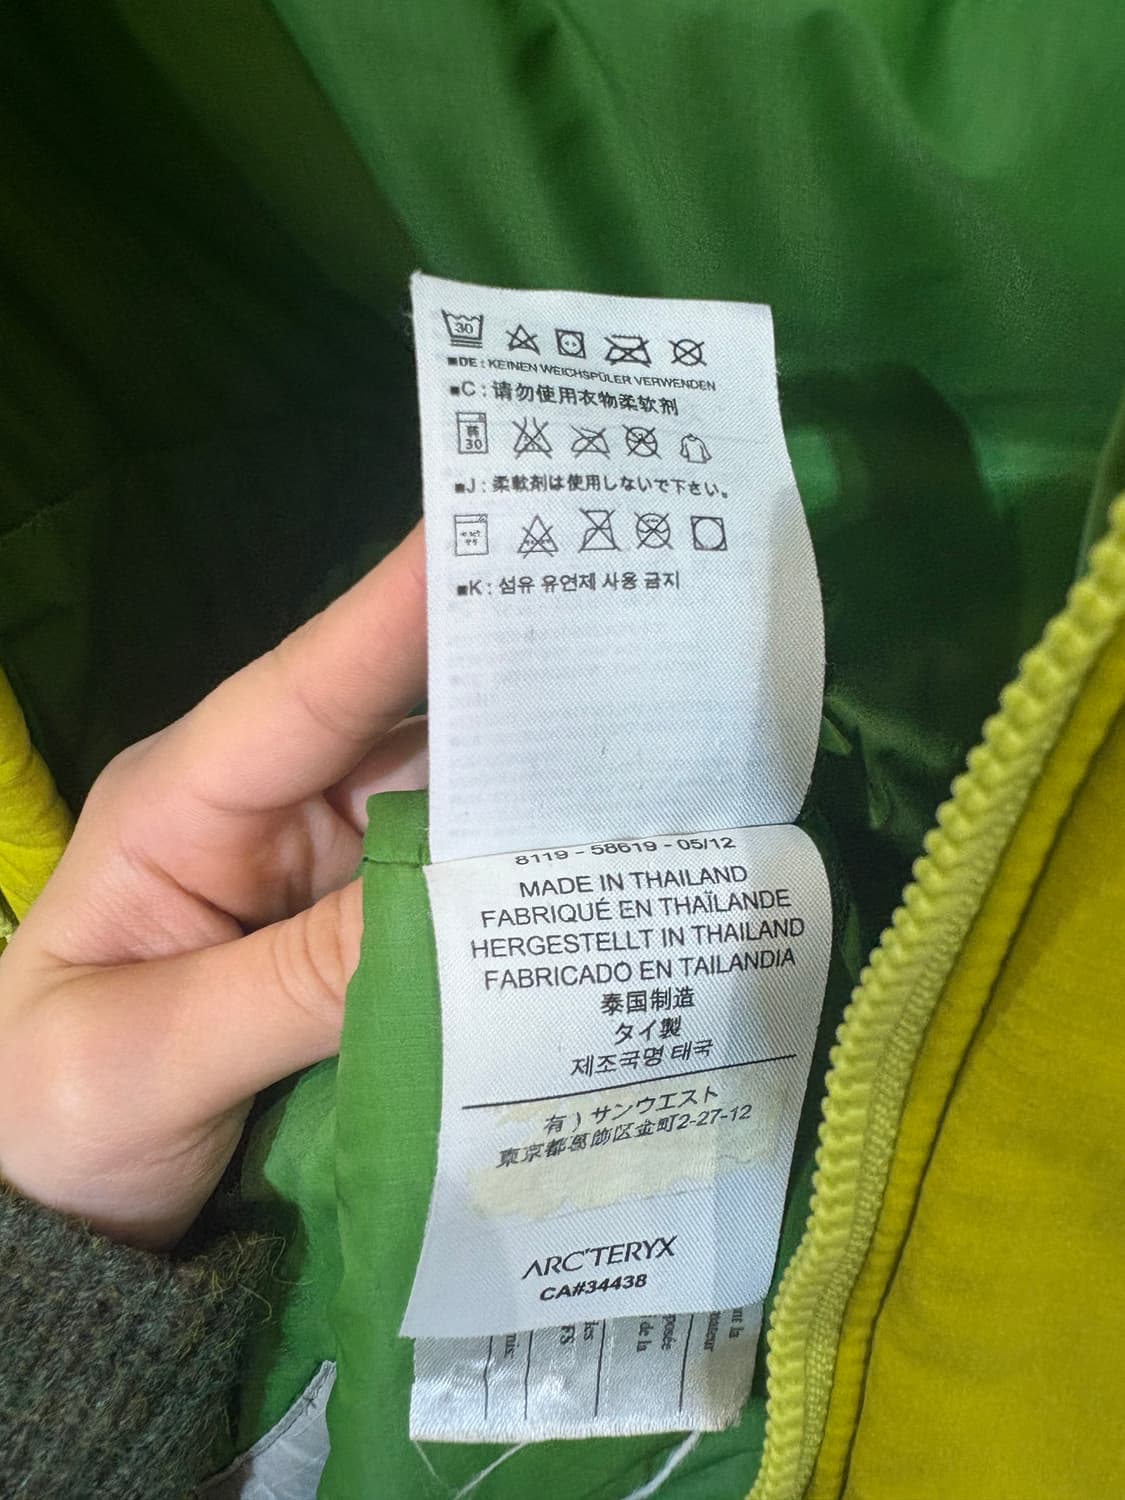 30
■DE : KEINEN WEICHSPÜLER VERWENDEN
■C : 请勿使用衣物柔软剂
30
■J : 柔軟剤は使用しないで下さい。
■K : 섬유 유연제 사용 금지
8119 - 58619 - 05/12
MADE IN THAILAND
FABRIQUÉ EN THAÏLANDE
HERGESTELLT IN THAILAND
FABRICADO EN TAILANDIA
泰国制造
タイ製
제조국명 태국
有）サンウエスト
東京都葛飾区金町2-27-12
ARC'TERYX
CA#34438
de la